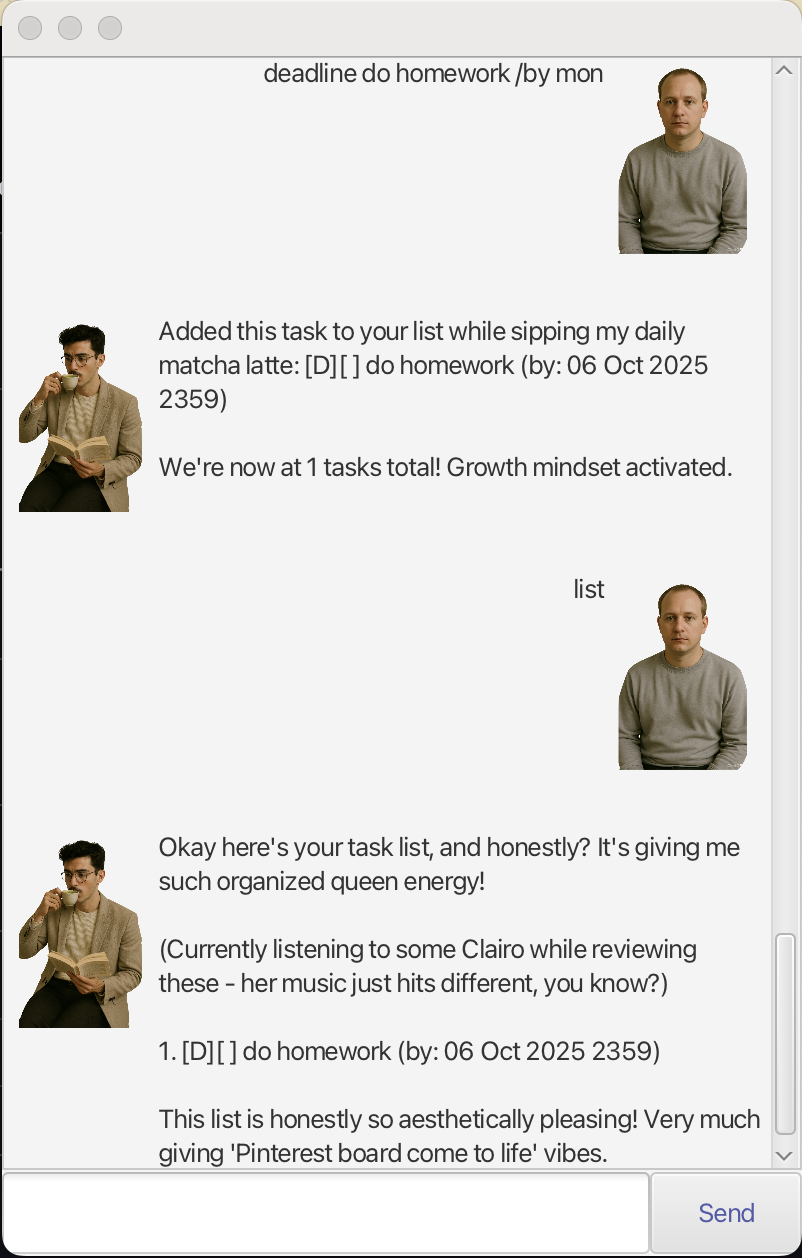 deadline do homework /by mon
Added this task to your list while sipping my daily
matcha latte: [D][ ] do homework (by: 06 Oct 2025
2359)
We're now at 1 tasks total! Growth mindset activated.
list
Okay here's your task list, and honestly? It's giving me
such organized queen energy!
(Currently listening to some Clairo while reviewing
these - her music just hits different, you know?)
1. [D][ ] do homework (by: 06 Oct 2025 2359)
This list is honestly so aesthetically pleasing! Very much
giving 'Pinterest board come to life' vibes.
Send